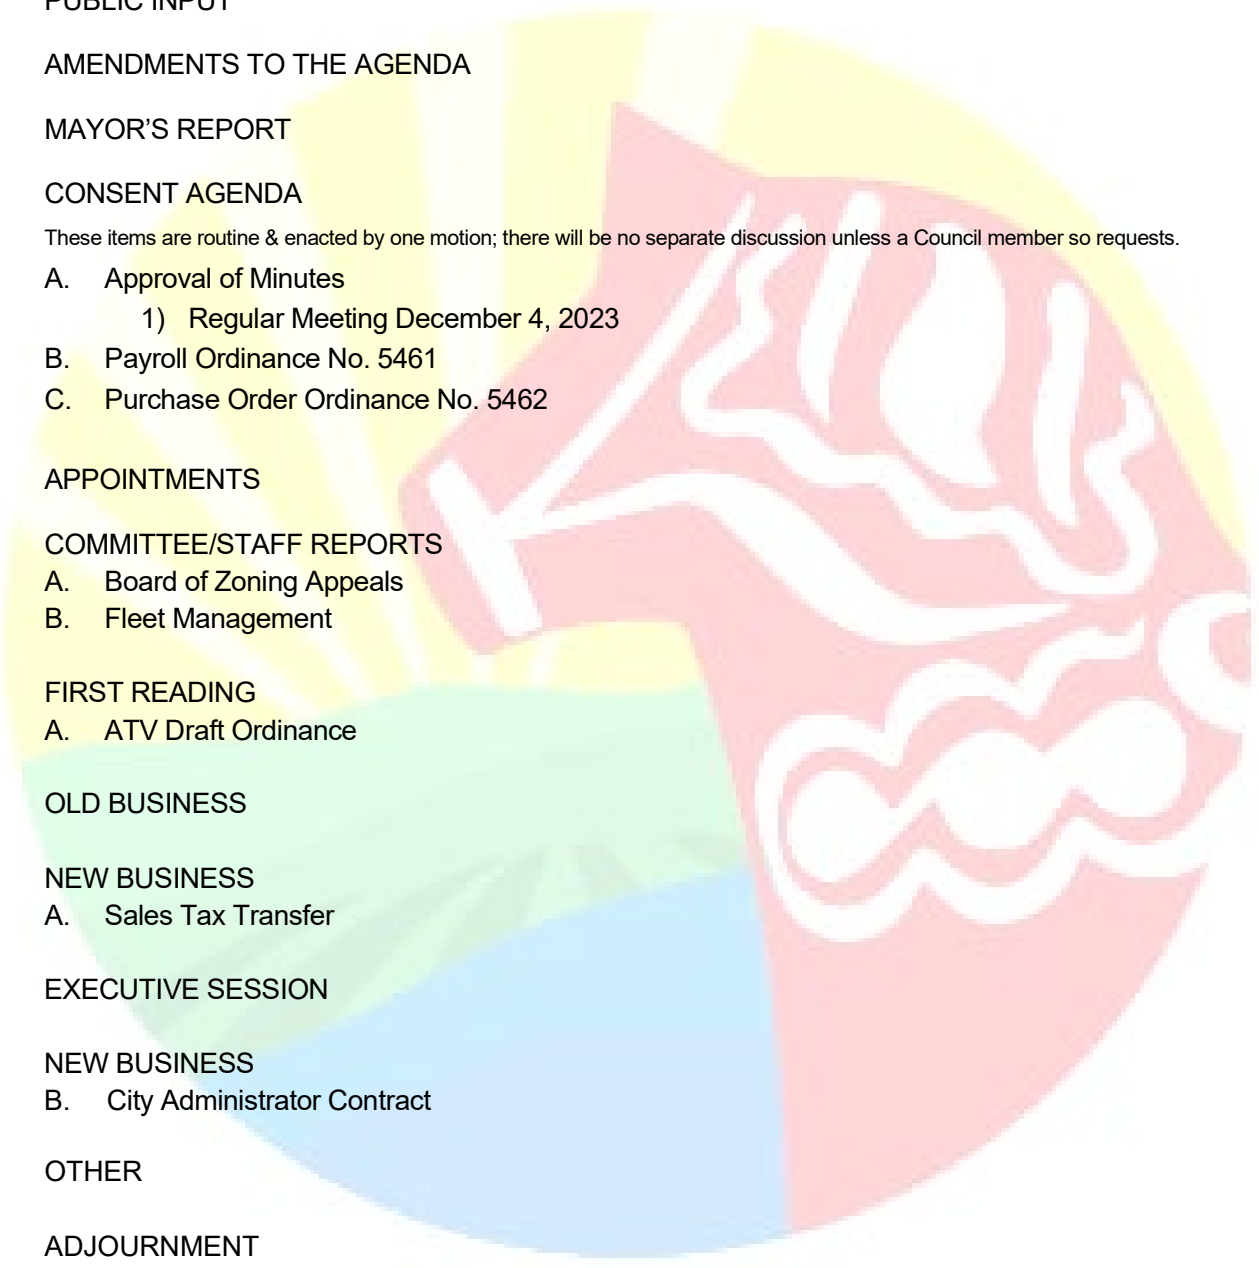 PUBLIC INPUT
AMENDMENTS TO THE AGENDA
MAYOR’S REPORT
CONSENT AGENDA
These items are routine & enacted by one motion; there will be no separate discussion unless a Council member so requests.
A. Approval of Minutes
1) Regular Meeting December 4, 2023
B. Payroll Ordinance No. 5461
C. Purchase Order Ordinance No. 5462
APPOINTMENTS
COMMITTEE/STAFF REPORTS
A. Board of Zoning Appeals
B. Fleet Management
FIRST READING
A. ATV Draft Ordinance
OLD BUSINESS
NEW BUSINESS
A. Sales Tax Transfer
EXECUTIVE SESSION
NEW BUSINESS
B. City Administrator Contract
OTHER
ADJOURNMENT